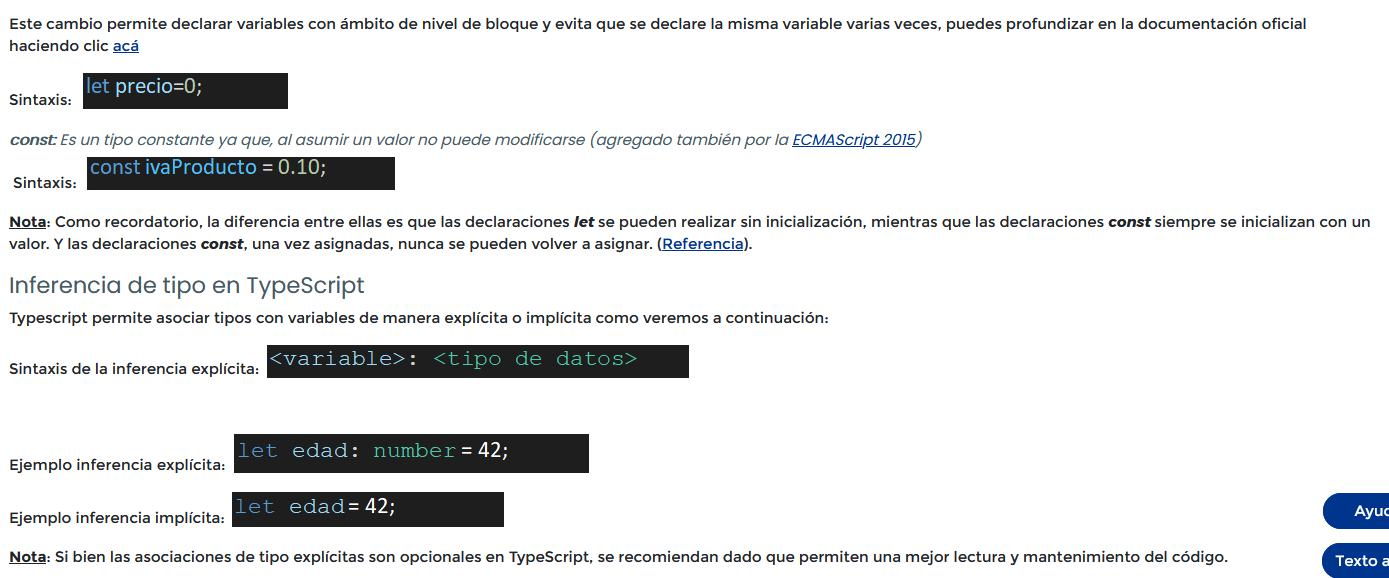 Este cambio permite declarar variables con ámbito de nivel de bloque y evita que se declare la misma variable varias veces, puedes profundizar en la documentación oficial
haciendo clic acá
Sintaxis: let precio=0;
const: Es un tipo constante ya que, al asumir un valor no puede modificarse (agregado también por la ECMAScript 2015)
Sintaxis: const ivaProducto = 0.10;
Nota: Como recordatorio, la diferencia entre ellas es que las declaraciones let se pueden realizar sin inicialización, mientras que las declaraciones const siempre se inicializan con un
valor. Y las declaraciones const, una vez asignadas, nunca se pueden volver a asignar. (Referencia).
Inferencia de tipo en TypeScript
Typescript permite asociar tipos con variables de manera explícita o implícita como veremos a continuación:
Sintaxis de la inferencia explícita: <variable>: <tipo de datos>
Ejemplo inferencia explícita: let edad: number = 42;
Ejemplo inferencia implícita: let edad = 42;
Ayuc
Nota: Si bien las asociaciones de tipo explícitas son opcionales en TypeScript, se recomiendan dado que permiten una mejor lectura y mantenimiento del código.
Texto a